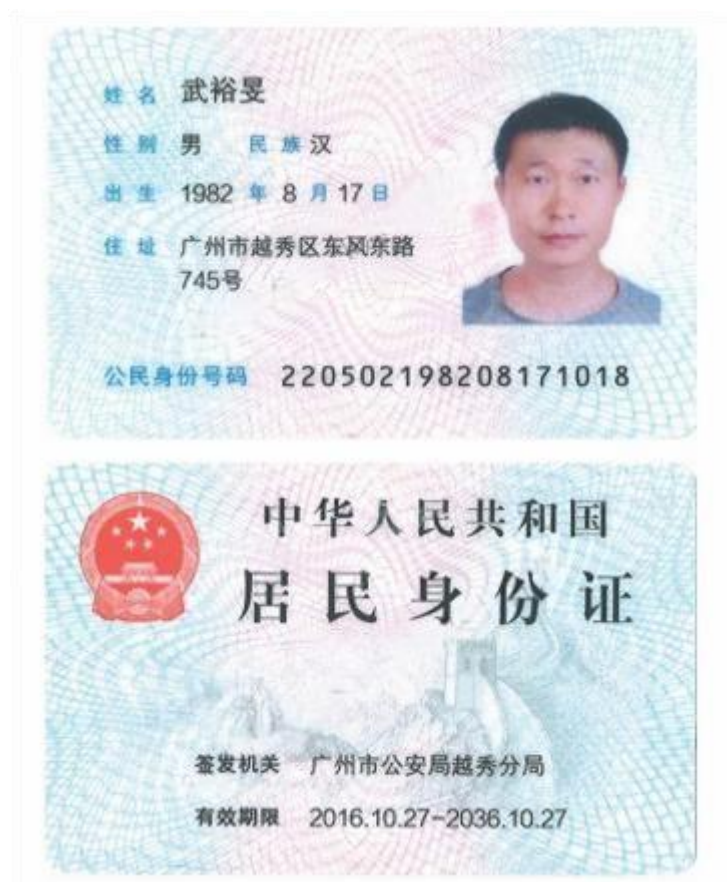 姓名 武裕旻
性别 男 民族 汉
出生 1982 年 8 月 17 日
住址 广州市越秀区东风东路
745号
公民身份号码 220502198208171018
中华人民共和国
居民身份证
签发机关 广州市公安局越秀分局
有效期限 2016.10.27-2036.10.27